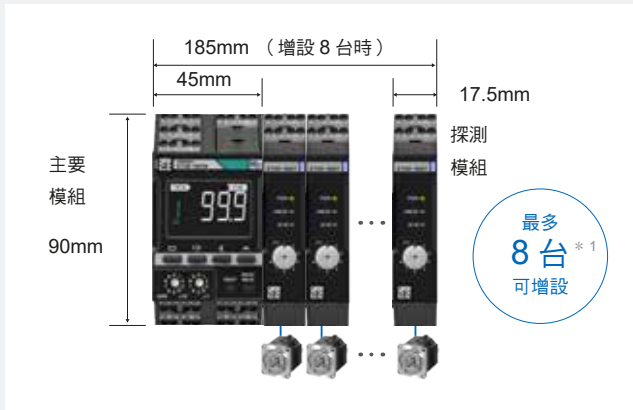 185mm （增設 8 台時）
45mm
17.5mm
主要
模組
90mm
99.9
探測
模組
最多
8 台＊1
可增設